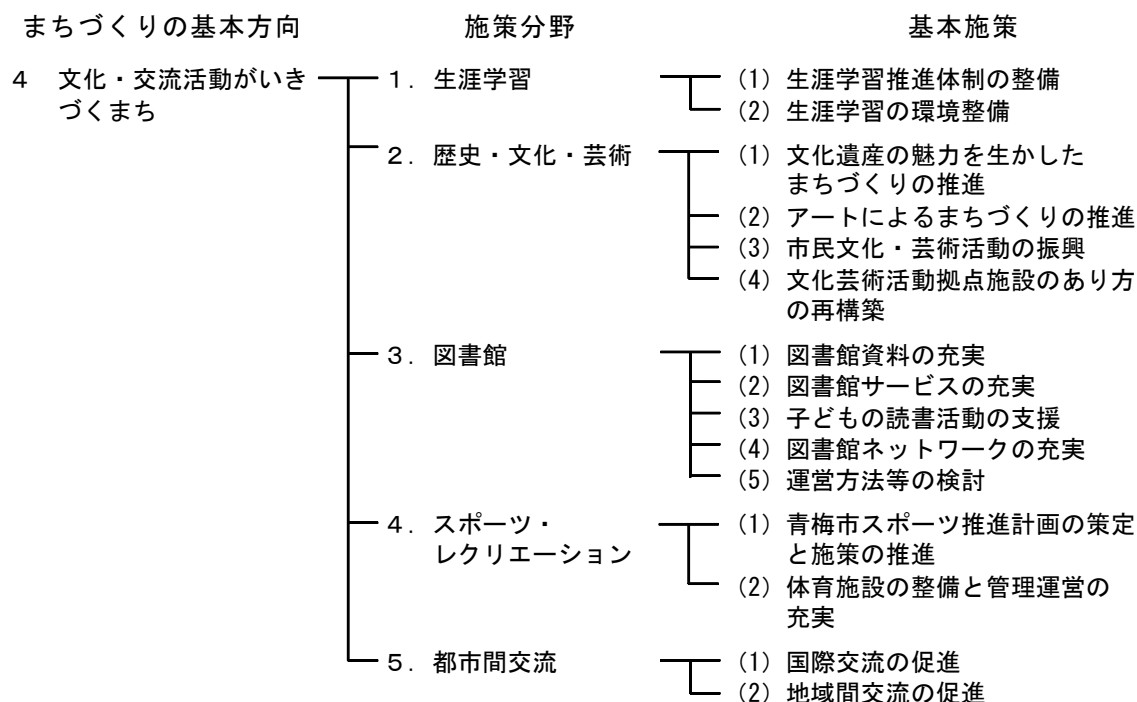 まちづくりの基本方向 施策分野 基本施策
4 文化・交流活動がいき
づくまち
1. 生涯学習
(1) 生涯学習推進体制の整備
(2) 生涯学習の環境整備
2. 歴史・文化・芸術
(1) 文化遺産の魅力を生かした
まちづくりの推進
(2) アートによるまちづくりの推進
(3) 市民文化・芸術活動の振興
(4) 文化芸術活動拠点施設のあり方
の再構築
3. 図書館
(1) 図書館資料の充実
(2) 図書館サービスの充実
(3) 子どもの読書活動の支援
(4) 図書館ネットワークの充実
(5) 運営方法等の検討
4. スポーツ・
レクリエーション
(1) 青梅市スポーツ推進計画の策定
と施策の推進
(2) 体育施設の整備と管理運営の
充実
5. 都市間交流
(1) 国際交流の促進
(2) 地域間交流の促進